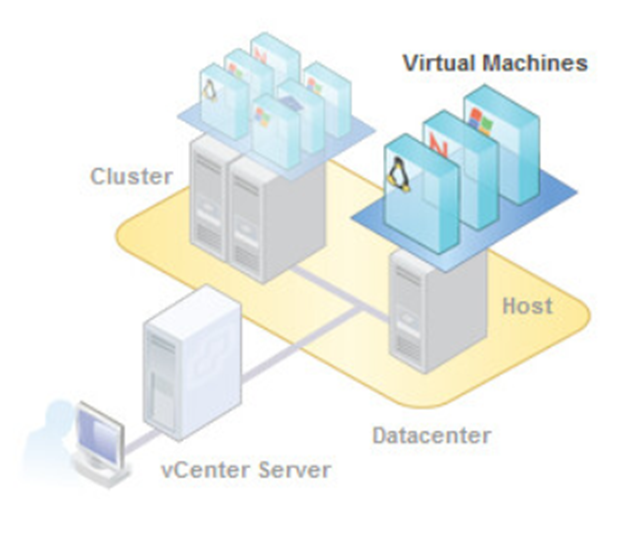 Virtual Machines
Cluster
Host
Datacenter
vCenter Server